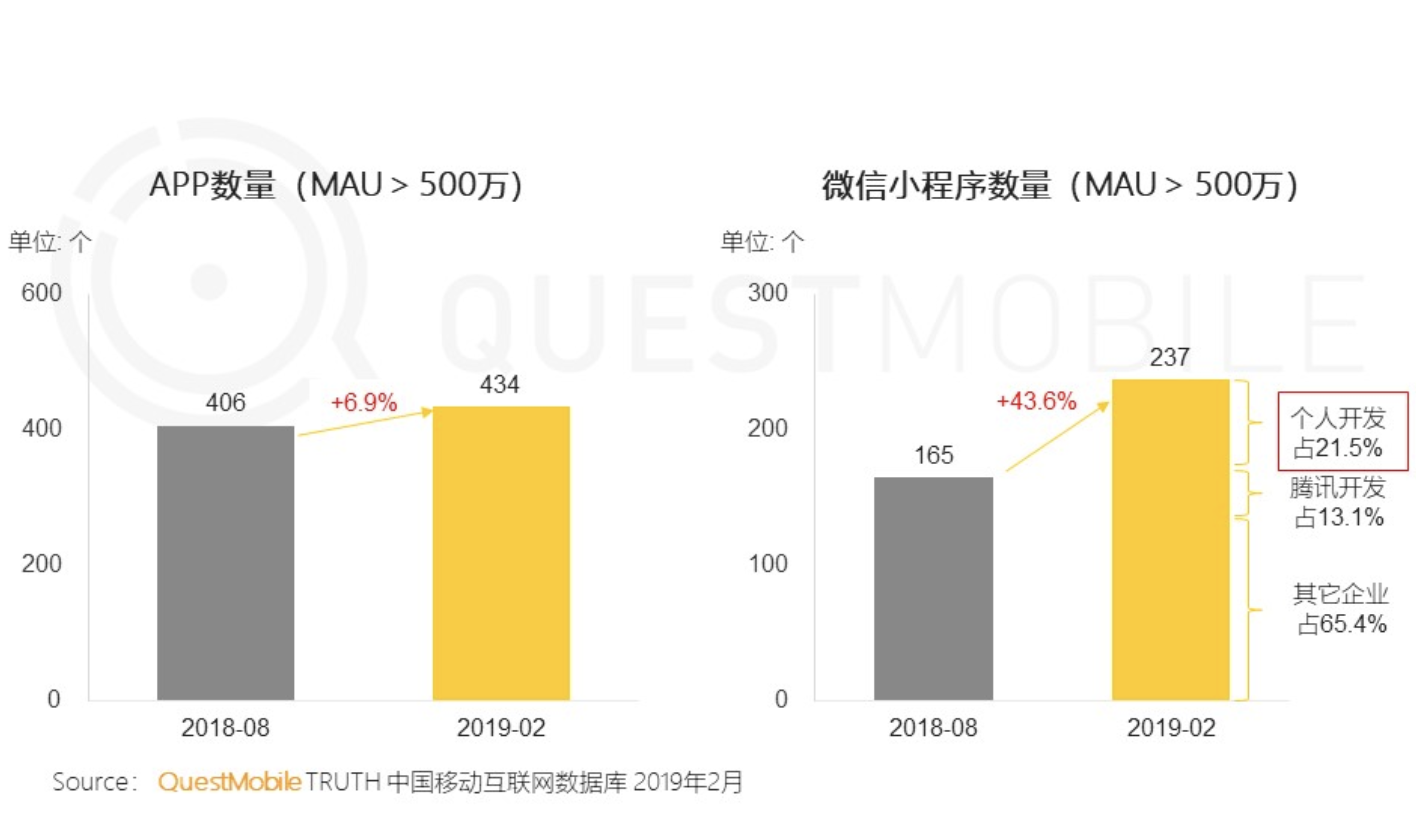 APP数量（MAU > 500万）
单位: 个
600
400
200
0
406
+6.9%
434
2018-08
2019-02
微信小程序数量（MAU > 500万）
单位: 个
300
200
100
0
165
+43.6%
237
个人开发
占21.5%
腾讯开发
占13.1%
其它企业
占65.4%
2018-08
2019-02
QUESTMOBILE
Source： QuestMobile TRUTH 中国移动互联网数据库 2019年2月